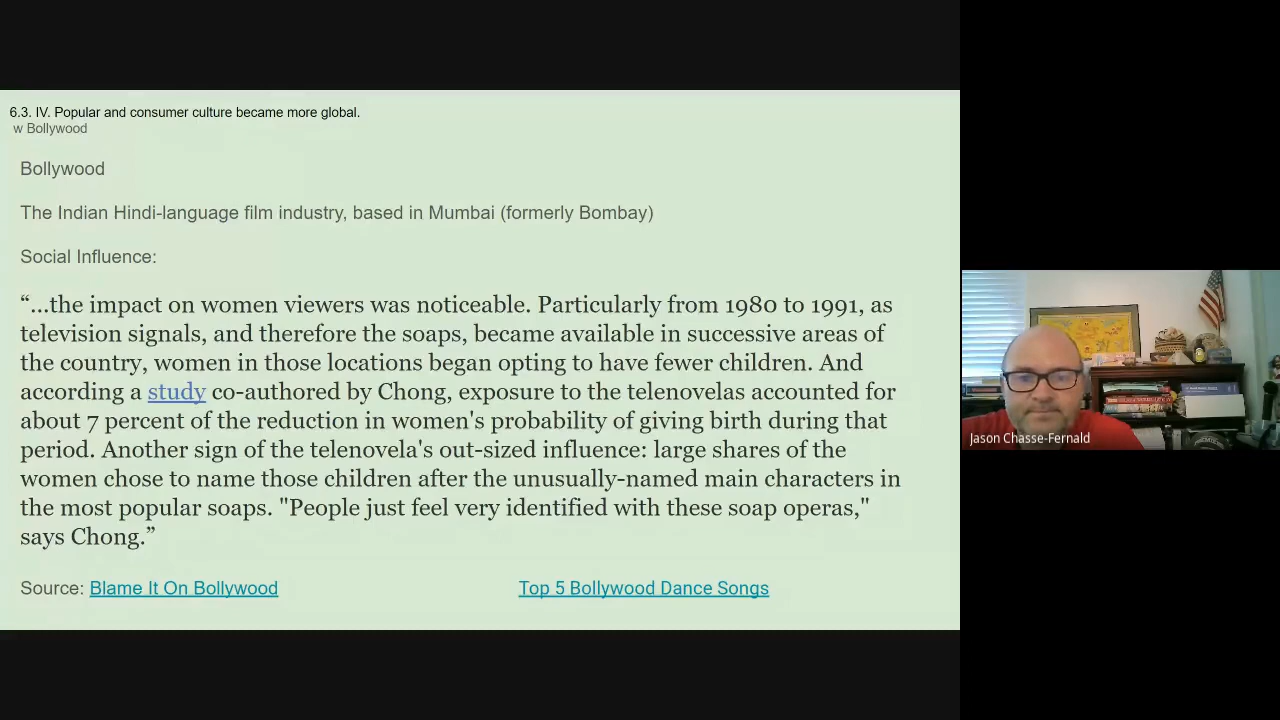 6.3. IV. Popular and consumer culture became more global.
w Bollywood
Bollywood
The Indian Hindi-language film industry, based in Mumbai (formerly Bombay)
Social Influence:
“...the impact on women viewers was noticeable. Particularly from 1980 to 1991, as
television signals, and therefore the soaps, became available in successive areas of
the country, women in those locations began opting to have fewer children. And
according a study co-authored by Chong, exposure to the telenovelas accounted for
about 7 percent of the reduction in women's probability of giving birth during that
period. Another sign of the telenovela's out-sized influence: large shares of the
women chose to name those children after the unusually-named main characters in
the most popular soaps. "People just feel very identified with these soap operas,"
says Chong.”
Source: Blame It On Bollywood
Top 5 Bollywood Dance Songs
Jason Chasse-Fernald